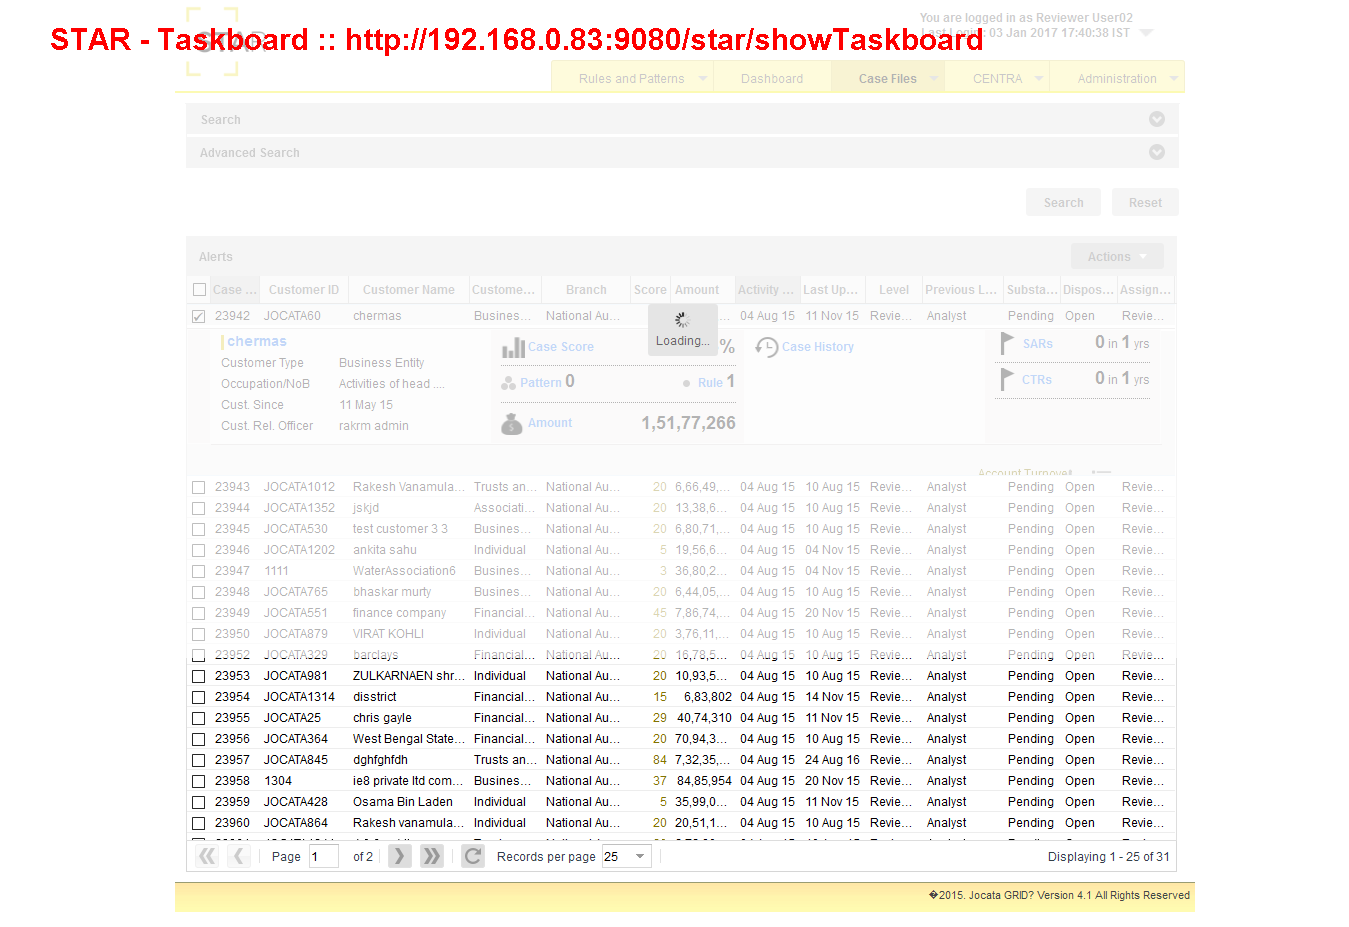 You are logged in as Reviewer User02
STAR - Taskboard :: http://192.168.0.83:9080/star/showTaskboard
STAR
Last Login : 03 Jan 2017 17:40:38 IST
Rules and Patterns Dashboard Case Files CENTRA Administration
Search
Advanced Search
Search Reset
Alerts Actions
Case ... Customer ID Customer Name Custome... Branch Score Amount Activity ... Last Up... Level Previous L... Substa... Dispos... Assign...
23942 JOCATA60 chermas Busines... National Au... ... 04 Aug 15 11 Nov 15 Revie... Analyst Pending Open Revie...
Loading...
chermas Case Score % Case History SARs 0 in 1 yrs
Customer Type Business Entity
Occupation/NoB Activities of head .... Pattern 0 Rule 1 CTRs 0 in 1 yrs
Cust. Since 11 May 15
Cust. Rel. Officer rakrm admin Amount 1,51,77,266
Account Turnover
23943 JOCATA1012 Rakesh Vanamula... Trusts an... National Au... 20 6,66,49,... 04 Aug 15 10 Aug 15 Revie... Analyst Pending Open Revie...
23944 JOCATA1352 jskjd Associati... National Au... 20 13,38,6... 04 Aug 15 10 Aug 15 Revie... Analyst Pending Open Revie...
23945 JOCATA530 test customer 3 3 Busines... National Au... 20 6,80,71,... 04 Aug 15 10 Aug 15 Revie... Analyst Pending Open Revie...
23946 JOCATA1202 ankita sahu Individual National Au... 5 19,56,6... 04 Aug 15 04 Nov 15 Revie... Analyst Pending Open Revie...
23947 1111 WaterAssociation6 Busines... National Au... 3 36,80,2... 04 Aug 15 04 Nov 15 Revie... Analyst Pending Open Revie...
23948 JOCATA765 bhaskar murty Busines... National Au... 20 6,44,05,... 04 Aug 15 10 Aug 15 Revie... Analyst Pending Open Revie...
23949 JOCATA551 finance company Financial... National Au... 45 7,86,74,... 04 Aug 15 20 Nov 15 Revie... Analyst Pending Open Revie...
23950 JOCATA879 VIRAT KOHLI Individual National Au... 20 3,76,11,... 04 Aug 15 10 Aug 15 Revie... Analyst Pending Open Revie...
23952 JOCATA329 barclays Financial... National Au... 20 16,78,5... 04 Aug 15 10 Aug 15 Revie... Analyst Pending Open Revie...
23953 JOCATA981 ZULKARNAEN shr... Individual National Au... 20 10,93,5... 04 Aug 15 10 Aug 15 Revie... Analyst Pending Open Revie...
23954 JOCATA1314 disstrict Financial... National Au... 15 6,83,802 04 Aug 15 14 Nov 15 Revie... Analyst Pending Open Revie...
23955 JOCATA25 chris gayle Financial... National Au... 29 40,74,310 04 Aug 15 11 Nov 15 Revie... Analyst Pending Open Revie...
23956 JOCATA364 West Bengal State... Financial... National Au... 20 70,94,3... 04 Aug 15 10 Aug 15 Revie... Analyst Pending Open Revie...
23957 JOCATA845 dghfghfdh Trusts an... National Au... 84 7,32,35,... 04 Aug 15 24 Aug 16 Revie... Analyst Pending Open Revie...
23958 1304 ie8 private ltd com... Busines... National Au... 37 84,85,954 04 Aug 15 20 Nov 15 Revie... Analyst Pending Open Revie...
23959 JOCATA428 Osama Bin Laden Individual National Au... 5 35,99,0... 04 Aug 15 11 Nov 15 Revie... Analyst Pending Open Revie...
23960 JOCATA864 Rakesh vanamula... Individual National Au... 20 20,51,1... 04 Aug 15 10 Aug 15 Revie... Analyst Pending Open Revie...
Page 1 of 2 Records per page 25 Displaying 1 - 25 of 31
�2015. Jocata GRID? Version 4.1 All Rights Reserved